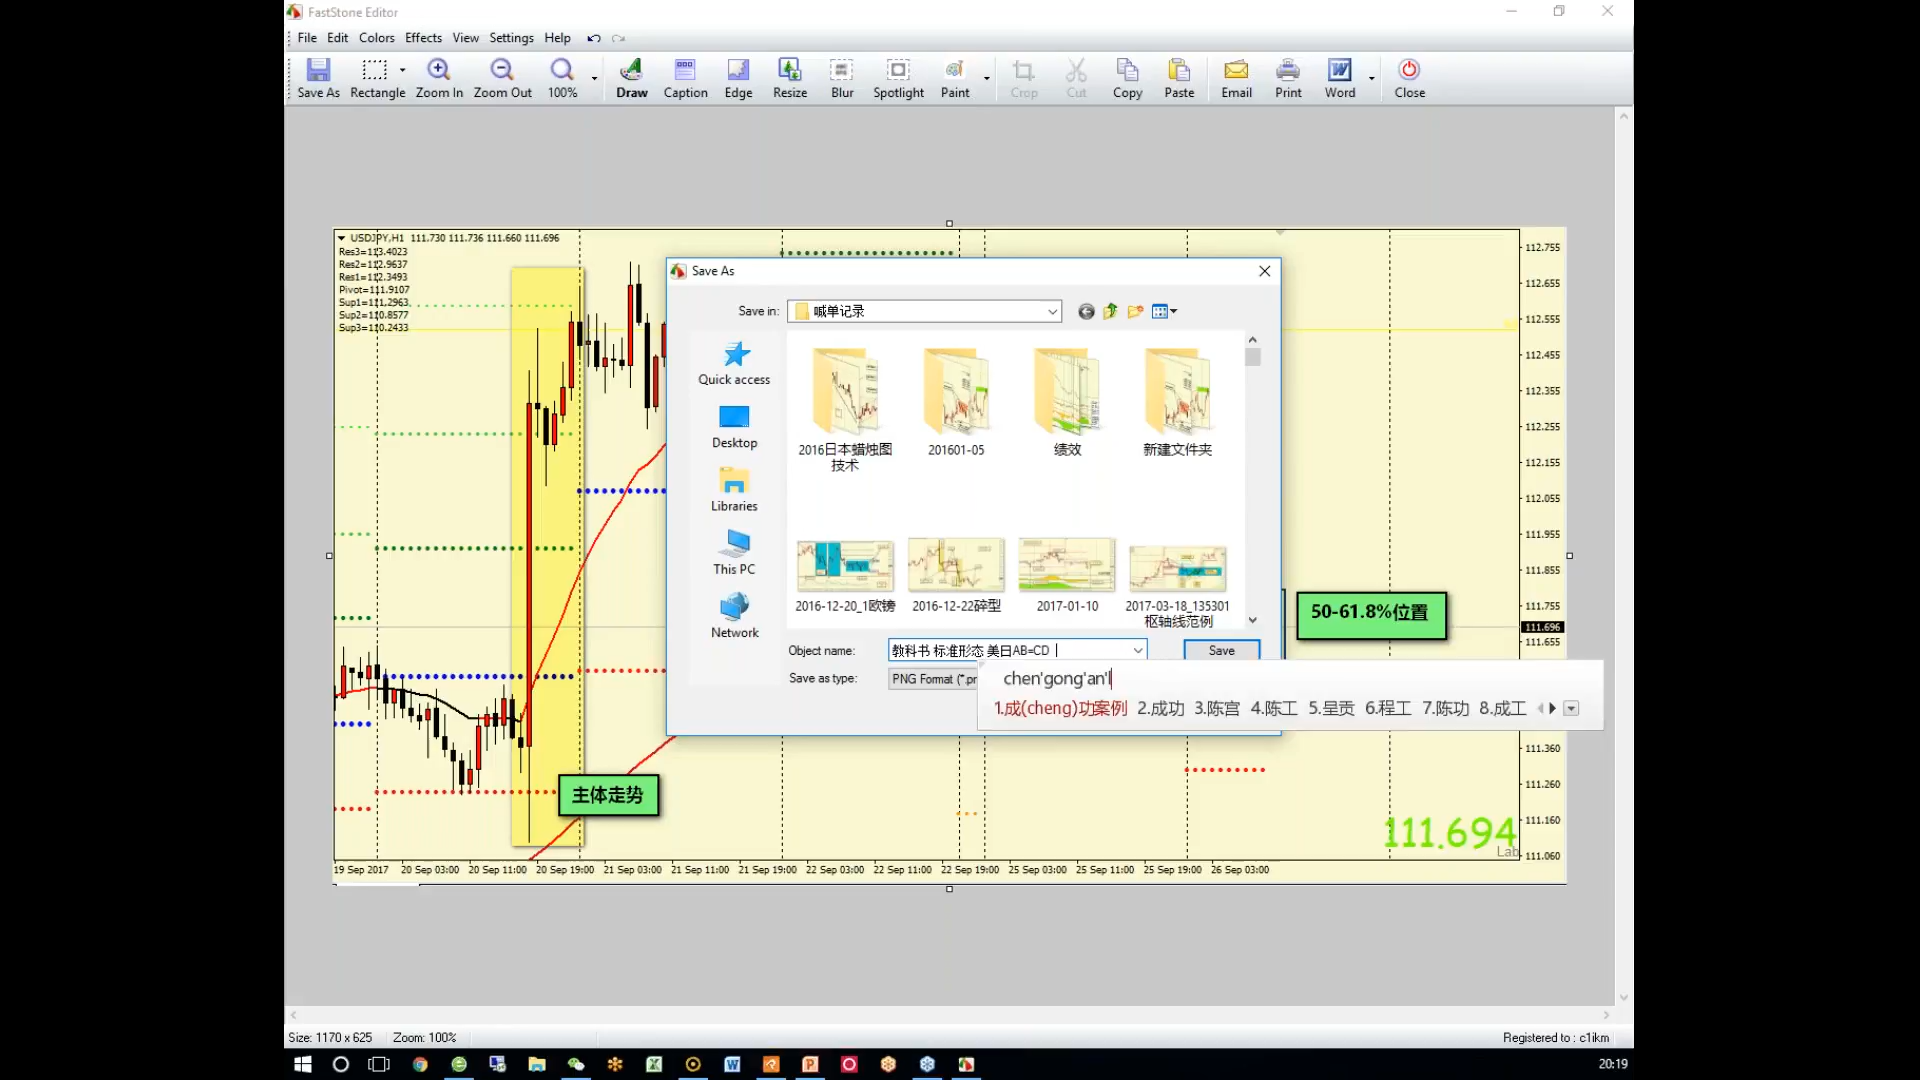 FastStone Editor
File Edit Colors Effects View Settings Help
Save As Rectangle Zoom In Zoom Out 100% Draw Caption Edge Resize Blur Spotlight Paint Crop Cut Copy Paste Email Print Word Close
USDJPY,H1 111.730 111.736 111.660 111.696
Res3=113.4023
Res2=112.9637
Res1=112.3493
Pivot=111.9107
Sup1=111.2963
Sup2=110.8577
Sup3=110.2433
主体走势
Save As
Save in: 喊单记录
Quick access
Desktop
Libraries
This PC
Network
2016日本蜡烛图
技术
201601-05
绩效
新建文件夹
2016-12-20_1欧镑
2016-12-22碎型
2017-01-10
2017-03-18_135301
枢轴线范例
Object name: 教科书 标准形态 美日AB=CD
Save
Save as type: PNG Format (*.pn
chen'gong'an'l
1.成(cheng)功案例 2.成功 3.陈宫 4.陈工 5.呈贡 6.程工 7.陈功 8.成工
50-61.8%位置
112.755
112.655
112.555
112.455
112.355
112.255
112.155
112.055
111.955
111.855
111.755
111.696
111.655
111.360
111.260
111.160
111.060
111.694
Lab
19 Sep 2017 20 Sep 03:00 20 Sep 11:00 20 Sep 19:00 21 Sep 03:00 21 Sep 11:00 21 Sep 19:00 22 Sep 03:00 22 Sep 11:00 22 Sep 19:00 25 Sep 03:00 25 Sep 11:00 25 Sep 19:00 26 Sep 03:00
Size: 1170 x 625 Zoom: 100%
Registered to : c1ikm
20:19